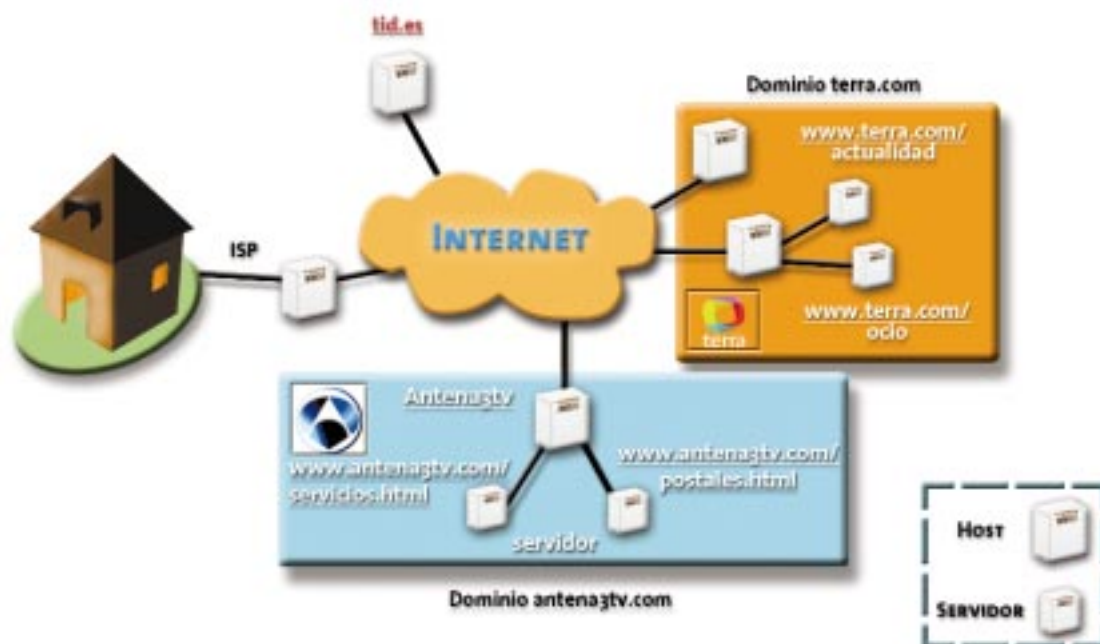 tid.es
Dominio terra.com
www.terra.com/
actualidad
ISP
INTERNET
www.terra.com/
ocio
terra
Antena3tv
www.antena3tv.com/
servicios.html
www.antena3tv.com/
postales.html
servidor
Dominio antena3tv.com
HOST
SERVIDOR